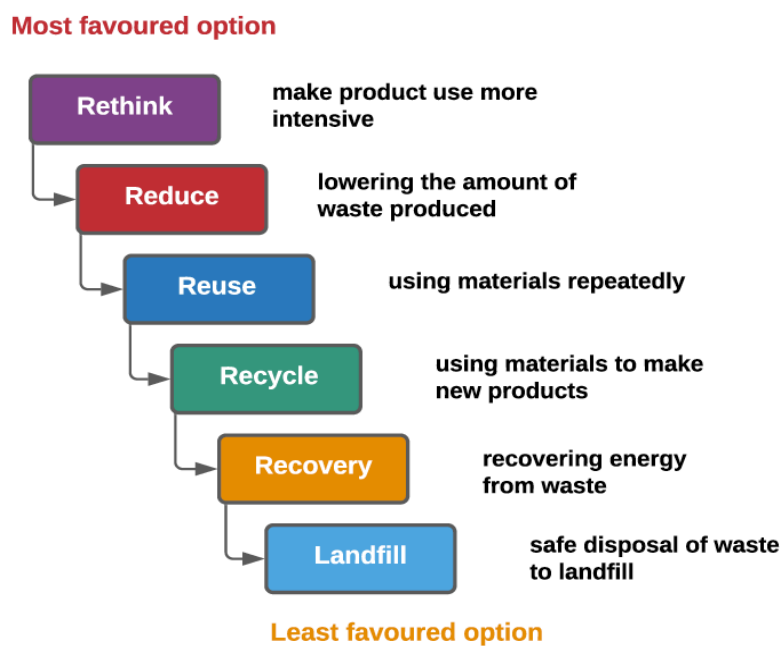 Most favoured option
Rethink
make product use more
intensive
Reduce
lowering the amount of
waste produced
Reuse
using materials repeatedly
Recycle
using materials to make
new products
Recovery
recovering energy
from waste
Landfill
safe disposal of waste
to landfill
Least favoured option